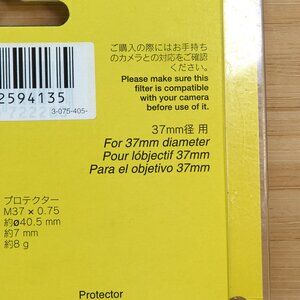 ご購入の際にはお手持ち
のカメラとの対応をご確認
ください。
Please make sure this
filter is compatible
with your camera
before use of it.
2594135
3-075-405-
37mm径 用
For 37mm diameter
Pour lóbjectif 37mm
Para el objetivo 37mm
プロテクター
M37 × 0.75
約ø40.5 mm
約7 mm
約8 g
Protector